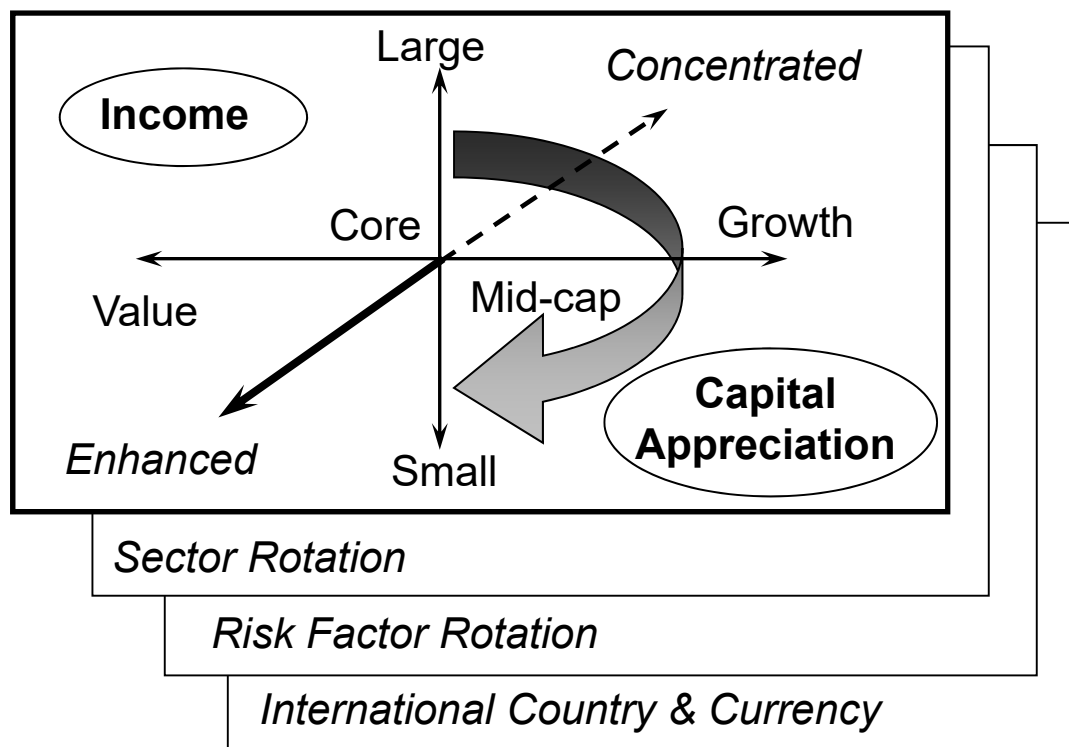 Large
Concentrated
Income
Core
Growth
Value
Mid-cap
Capital
Appreciation
Enhanced
Small
Sector Rotation
Risk Factor Rotation
International Country & Currency